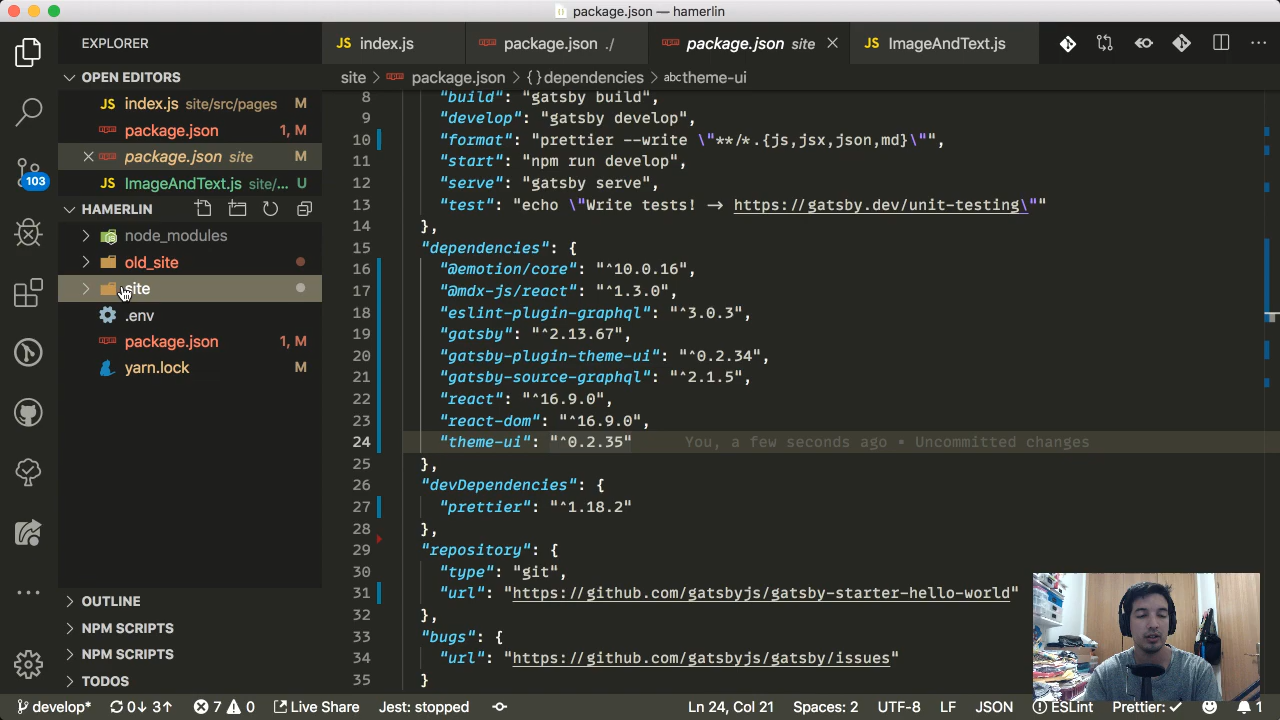 package.json — hamerlin
EXPLORER
JS index.js
package.json ./
package.json site
JS ImageAndText.js
OPEN EDITORS
JS index.js site/src/pages M
package.json 1, M
package.json site M
JS ImageAndText.js site/... U
HAMERLIN
node_modules
old_site
site
.env
package.json 1, M
yarn.lock M
OUTLINE
NPM SCRIPTS
NPM SCRIPTS
TODOS
103
site > package.json > {} dependencies > abc theme-ui
8 "build": "gatsby build",
9 "develop": "gatsby develop",
10 "format": "prettier --write \"**/*.{js,jsx,json,md}\"",
11 "start": "npm run develop",
12 "serve": "gatsby serve",
13 "test": "echo \"Write tests! -> https://gatsby.dev/unit-testing\""
14 },
15 "dependencies": {
16 "@emotion/core": "^10.0.16",
17 "@mdx-js/react": "^1.3.0",
18 "eslint-plugin-graphql": "^3.0.3",
19 "gatsby": "^2.13.67",
20 "gatsby-plugin-theme-ui": "^0.2.34",
21 "gatsby-source-graphql": "^2.1.5",
22 "react": "^16.9.0",
23 "react-dom": "^16.9.0",
24 "theme-ui": "^0.2.35" You, a few seconds ago • Uncommitted changes
25 },
26 "devDependencies": {
27 "prettier": "^1.18.2"
28 },
29 "repository": {
30 "type": "git",
31 "url": "https://github.com/gatsbyjs/gatsby-starter-hello-world"
32 },
33 "bugs": {
34 "url": "https://github.com/gatsbyjs/gatsby/issues"
35 }
develop* 0↓ 3↑ 7 0 Live Share Jest: stopped Ln 24, Col 21 Spaces: 2 UTF-8 LF JSON ESLint Prettier: ✓ 1